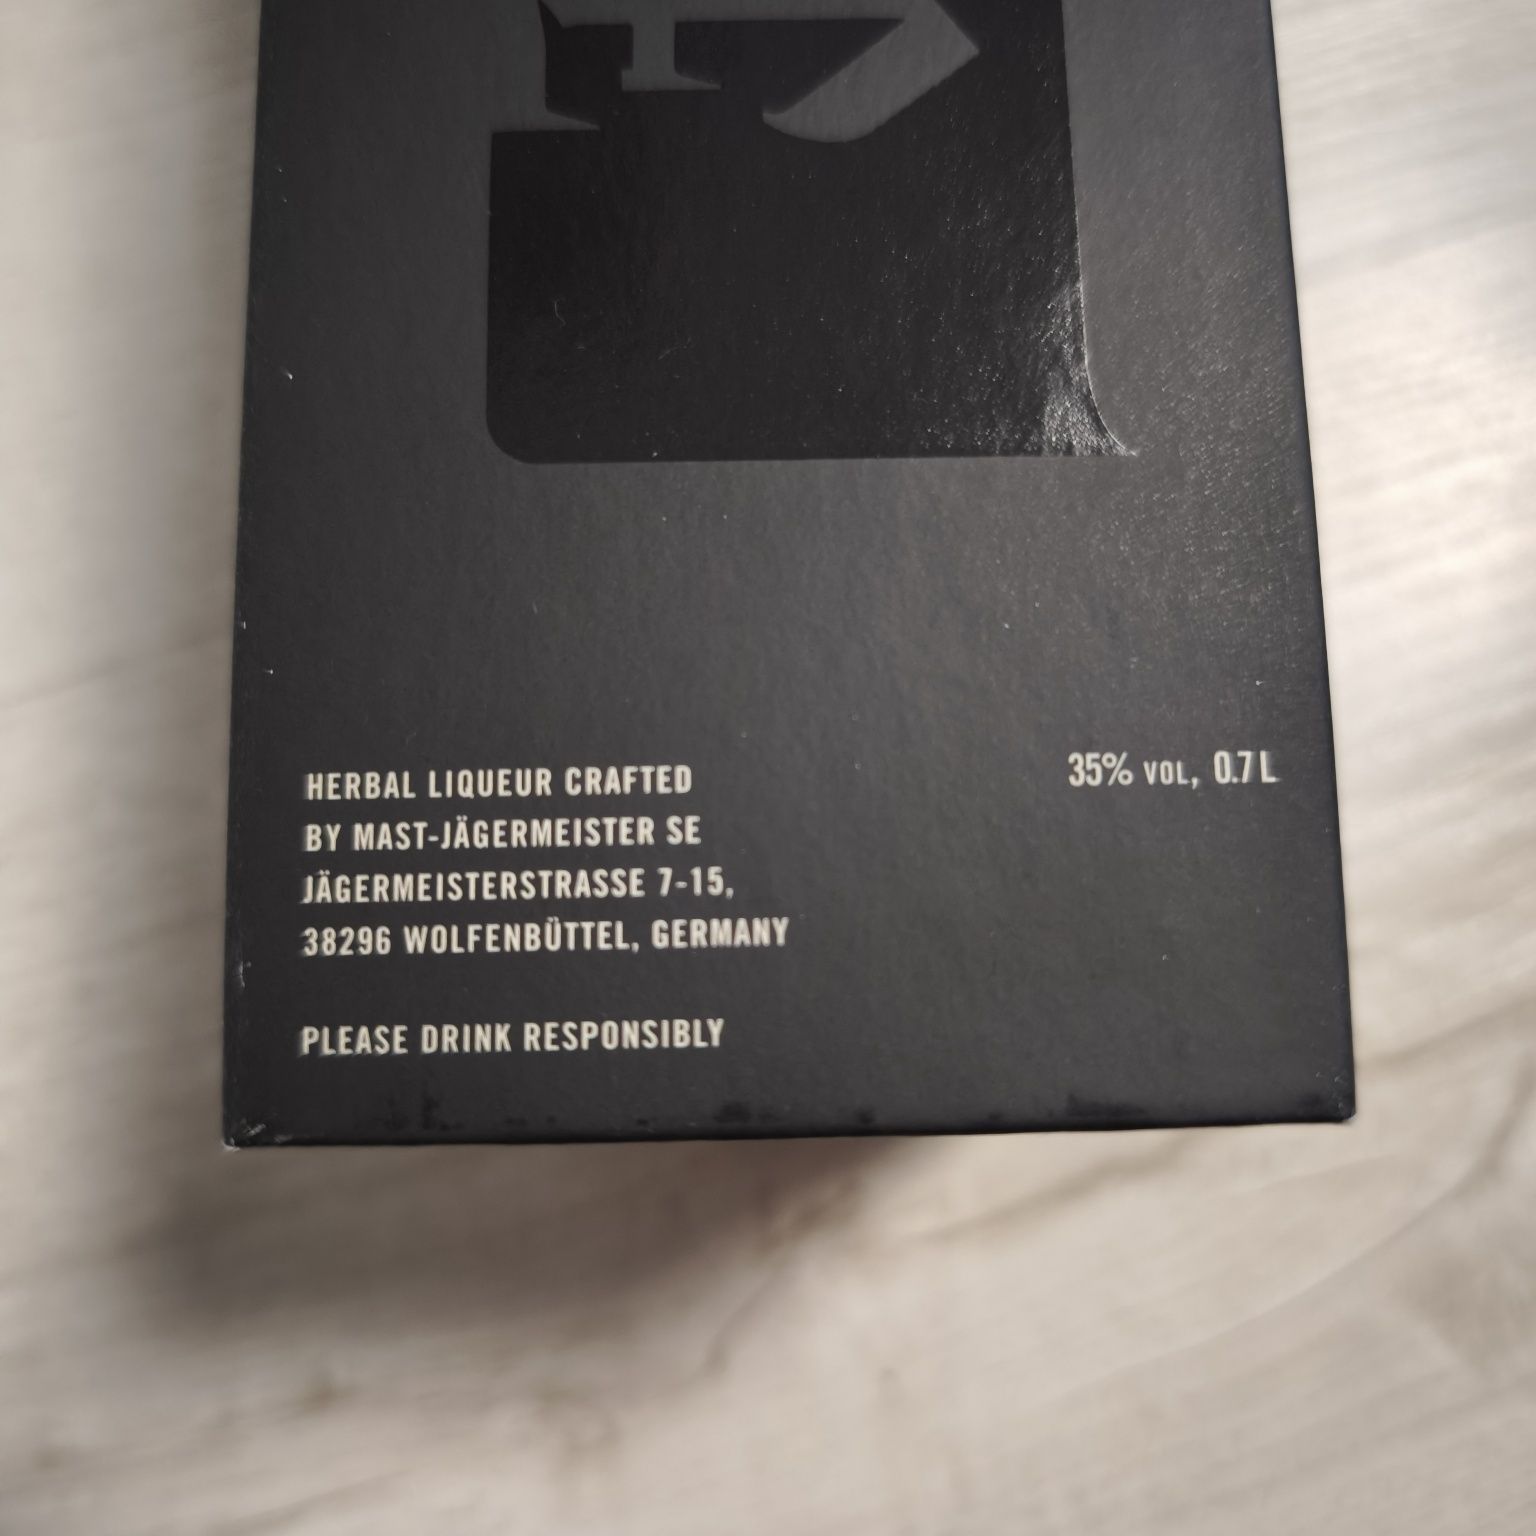 HERBAL LIQUEUR CRAFTED
BY MAST-JÄGERMEISTER SE
JÄGERMEISTERSTRASSE 7-15,
38296 WOLFENBÜTTEL, GERMANY
PLEASE DRINK RESPONSIBLY
35% VOL, 0.7 L